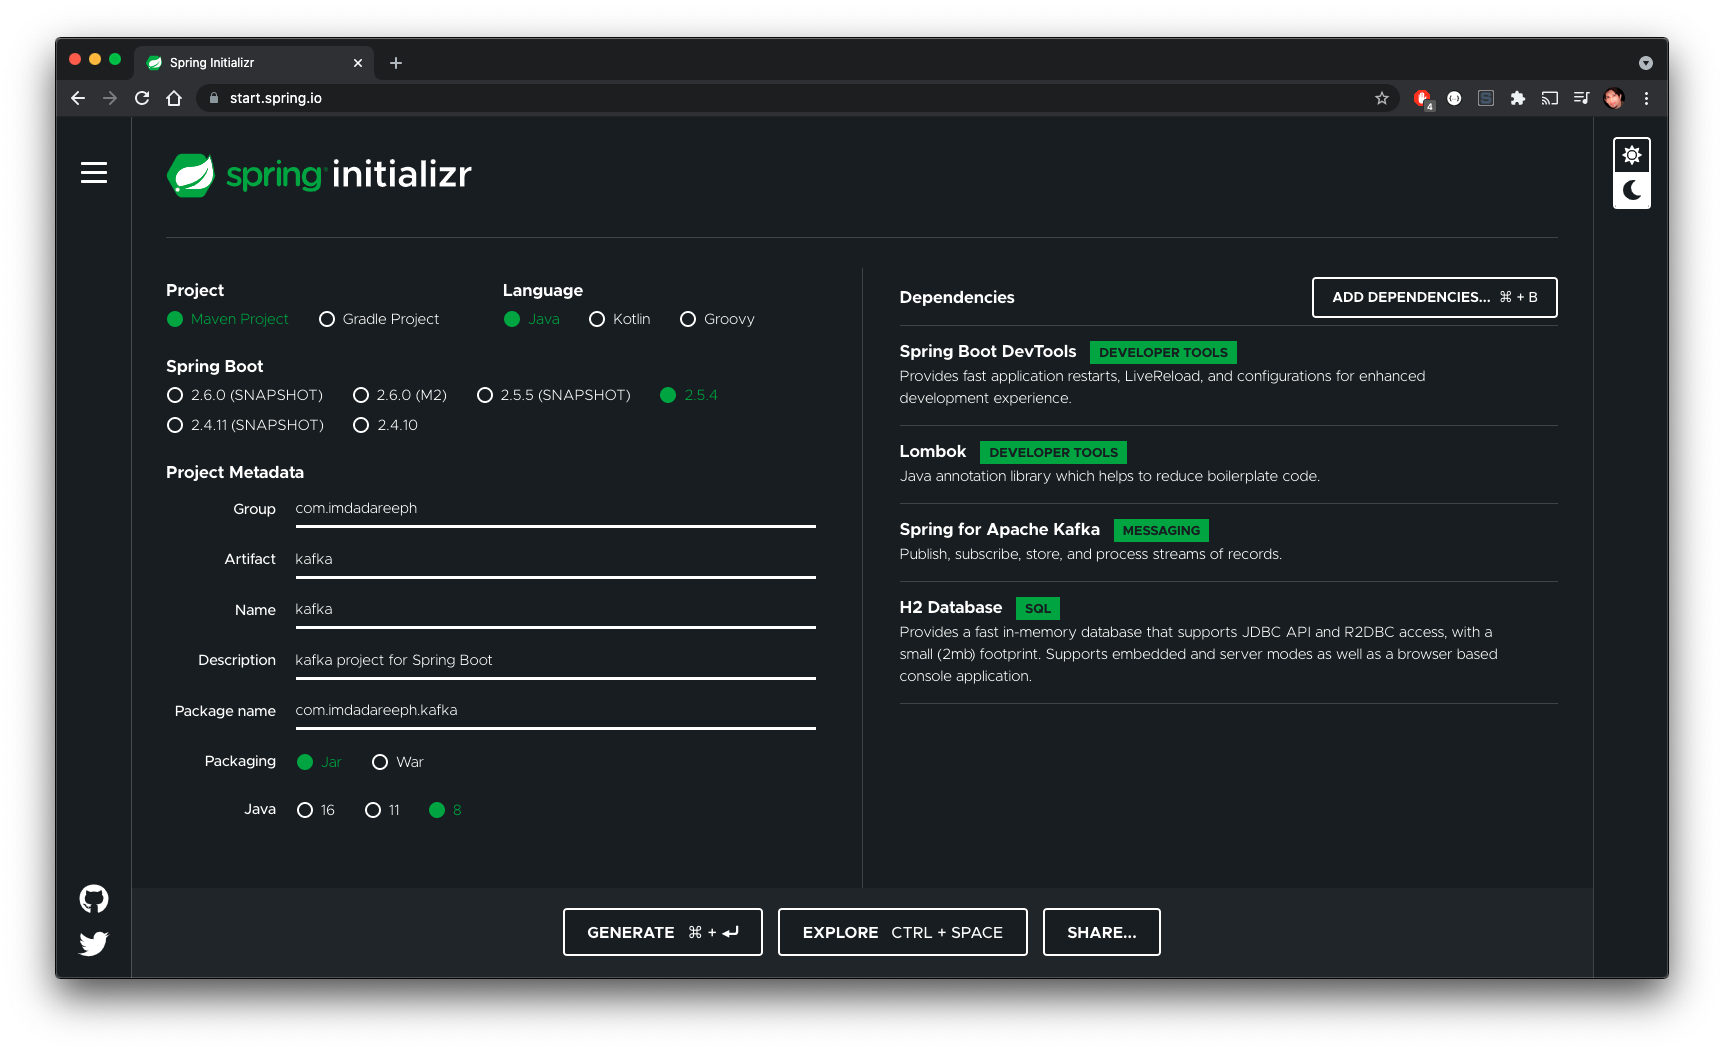 Spring Initializr
start.spring.io
4
spring initializr
Project
Maven Project Gradle Project
Language
Java Kotlin Groovy
Spring Boot
2.6.0 (SNAPSHOT) 2.6.0 (M2) 2.5.5 (SNAPSHOT) 2.5.4
2.4.11 (SNAPSHOT) 2.4.10
Project Metadata
Group com.imdadareeph
Artifact kafka
Name kafka
Description kafka project for Spring Boot
Package name com.imdadareeph.kafka
Packaging Jar War
Java 16 11 8
Dependencies
ADD DEPENDENCIES... ⌘ + B
Spring Boot DevTools DEVELOPER TOOLS
Provides fast application restarts, LiveReload, and configurations for enhanced
development experience.
Lombok DEVELOPER TOOLS
Java annotation library which helps to reduce boilerplate code.
Spring for Apache Kafka MESSAGING
Publish, subscribe, store, and process streams of records.
H2 Database SQL
Provides a fast in-memory database that supports JDBC API and R2DBC access, with a
small (2mb) footprint. Supports embedded and server modes as well as a browser based
console application.
GENERATE ⌘ + ⏎
EXPLORE CTRL + SPACE
SHARE...